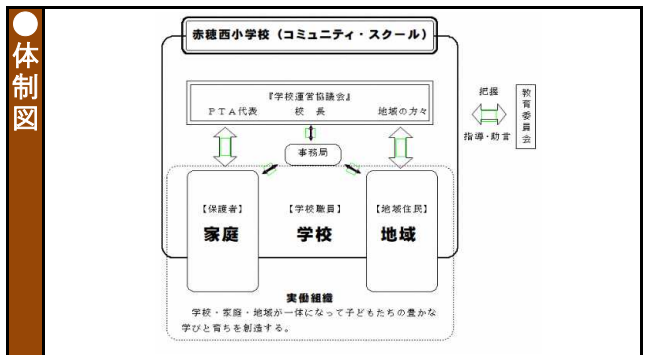 ●体制図
赤穂西小学校(コミュニティ・スクール)
『学校運営協議会』
PTA代表 校 長 地域の方々
把握
指導・助言
教育委員会
事務局
【保護者】 【学校職員】 【地域住民】
家庭 学校 地域
実働組織
学校・家庭・地域が一体になって子どもたちの豊かな
学びと育ちを創造する。